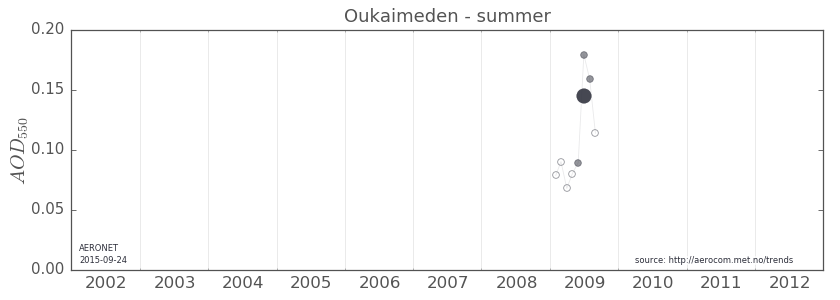 Oukaimeden - summer
0.20
0.15
0.10
0.05
0.00
AOD550
AERONET
2015-09-24
source: http://aerocom.met.no/trends
2002 2003 2004 2005 2006 2007 2008 2009 2010 2011 2012